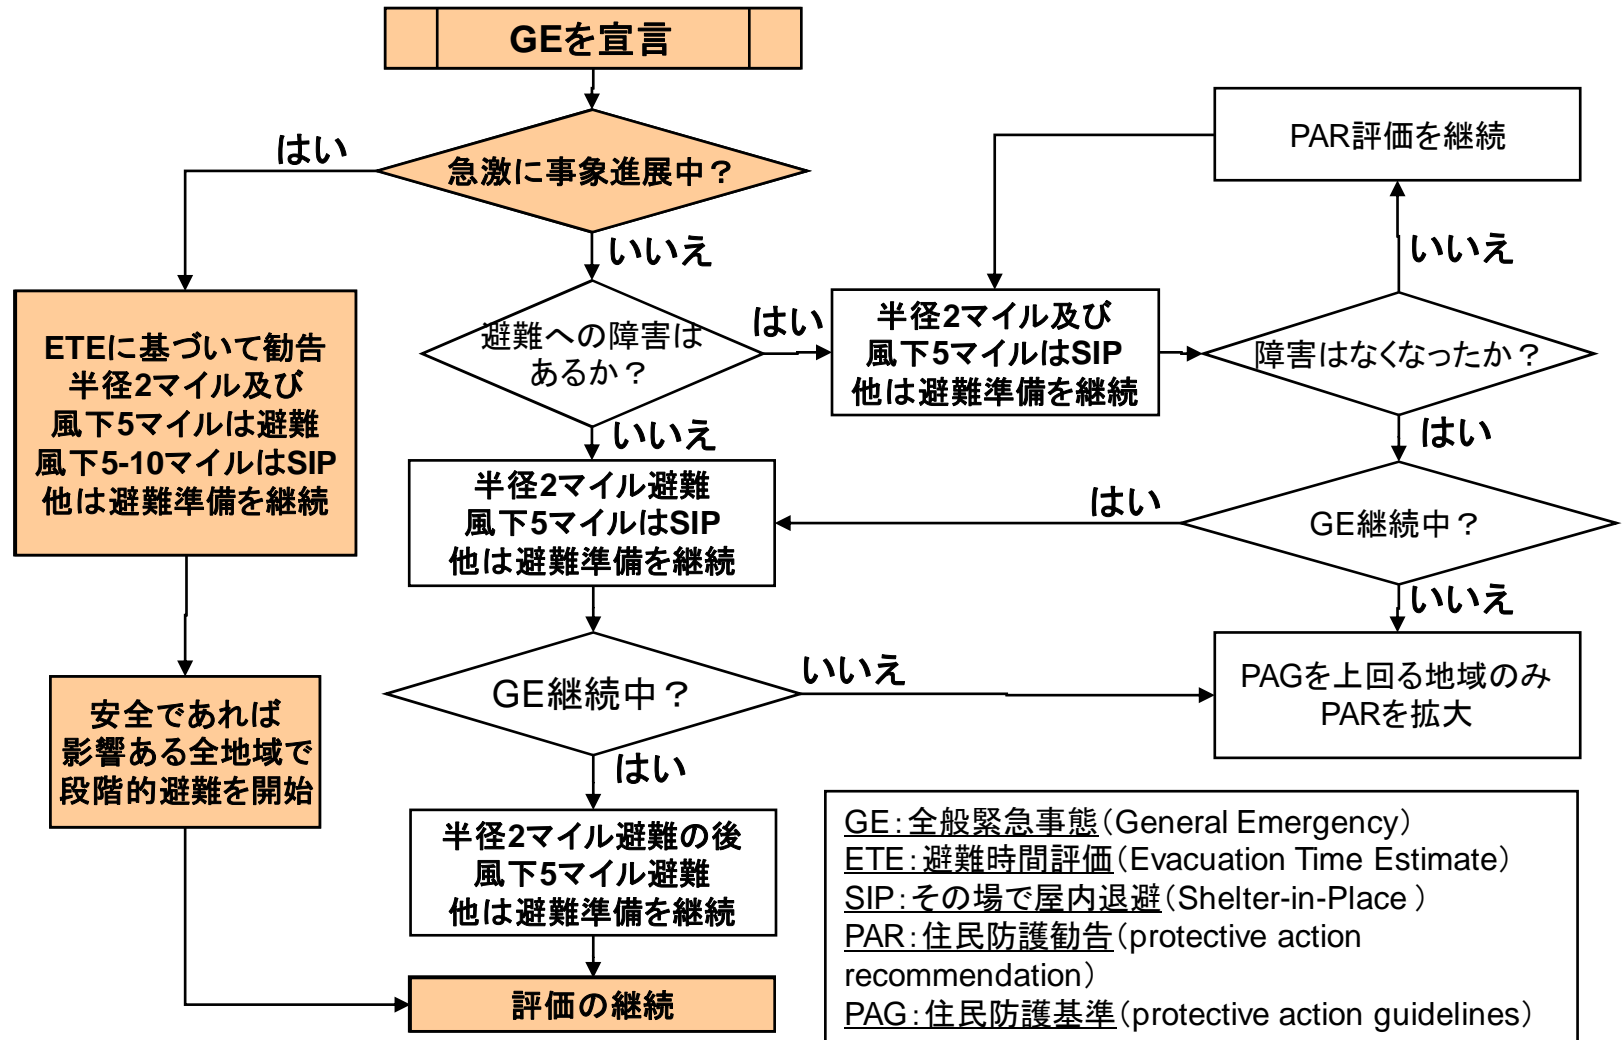 GEを宣言
急激に事象進展中？
はい
いいえ
ETEに基づいて勧告
半径2マイル及び
風下5マイルは避難
風下5-10マイルはSIP
他は避難準備を継続
安全であれば
影響ある全地域で
段階的避難を開始
避難への障害は
あるか？
はい
いいえ
半径2マイル及び
風下5マイルはSIP
他は避難準備を継続
障害はなくなったか？
いいえ
PAR評価を継続
はい
GE継続中？
はい
いいえ
半径2マイル避難
風下5マイルはSIP
他は避難準備を継続
GE継続中？
いいえ
PAGを上回る地域のみ
PARを拡大
はい
半径2マイル避難の後
風下5マイル避難
他は避難準備を継続
評価の継続
GE：全般緊急事態（General Emergency）
ETE：避難時間評価（Evacuation Time Estimate）
SIP：その場で屋内退避（Shelter-in-Place ）
PAR：住民防護勧告（protective action
recommendation）
PAG：住民防護基準（protective action guidelines）